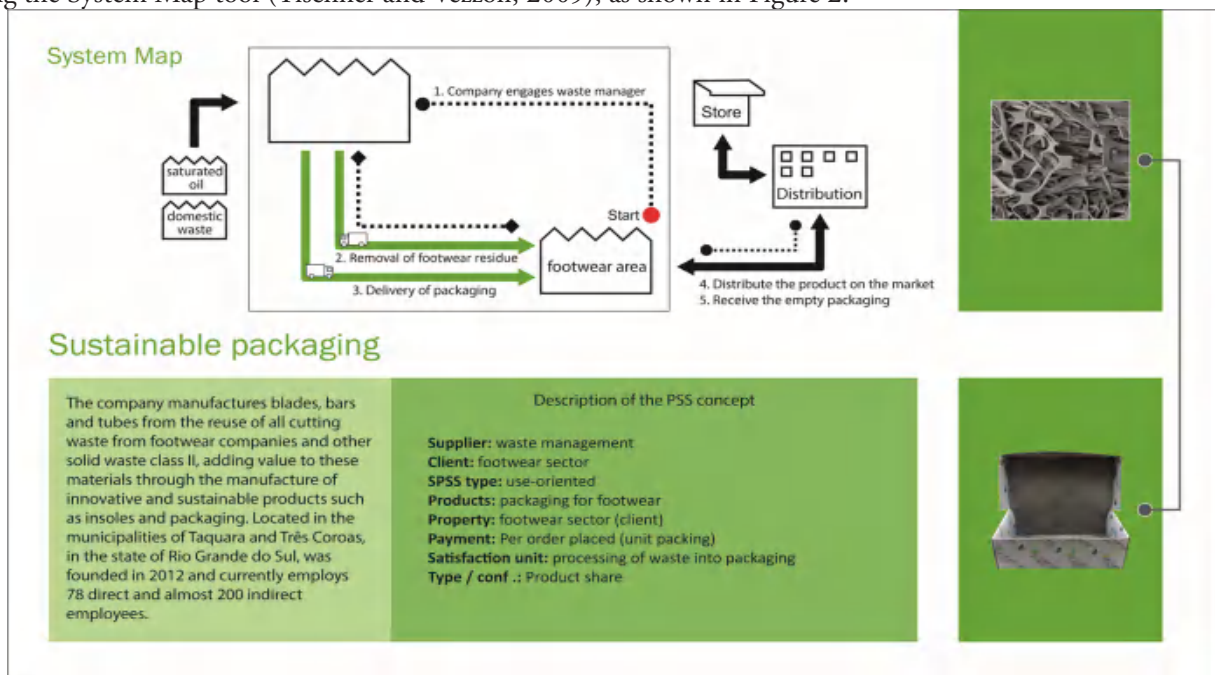 ng the System Map tool (Tischner and Vezzoli, 2009), as shown in Figure 2.
System Map
1. Company engages waste manager
Store
saturated
oil
domestic
waste
Distribution
Start
2. Removal of footwear residue
footwear area
3. Delivery of packaging
4. Distribute the product on the market
5. Receive the empty packaging
Sustainable packaging
The company manufactures blades, bars
and tubes from the reuse of all cutting
waste from footwear companies and other
solid waste class II, adding value to these
materials through the manufacture of
innovative and sustainable products such
as insoles and packaging. Located in the
municipalities of Taquara and Três Coroas,
in the state of Rio Grande do Sul, was
founded in 2012 and currently employs
78 direct and almost 200 indirect
employees.
Description of the PSS concept
Supplier: waste management
Client: footwear sector
SPSS type: use-oriented
Products: packaging for footwear
Property: footwear sector (client)
Payment: Per order placed (unit packing)
Satisfaction unit: processing of waste into packaging
Type / conf .: Product share